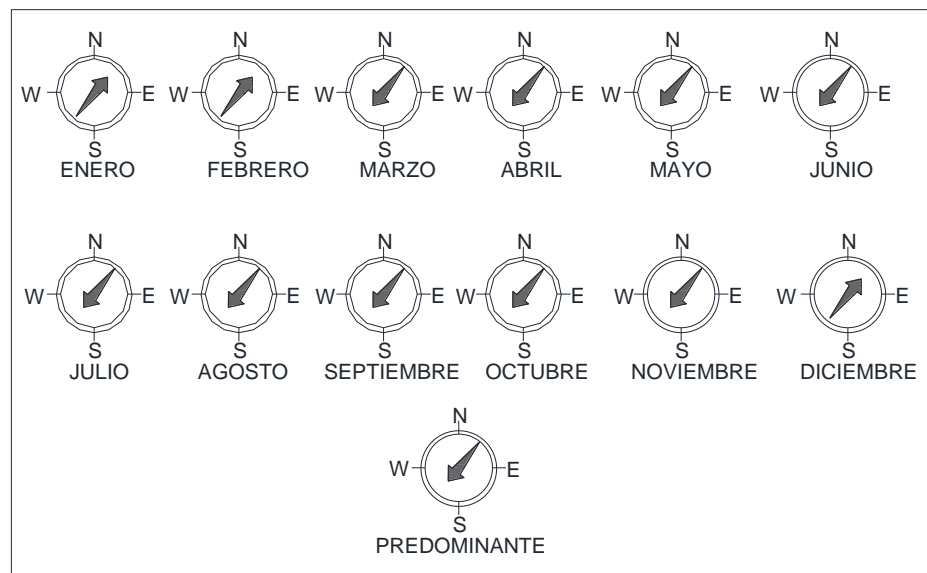 N N N N N N
W E W E W E W E W E W E
S S S S S S
ENERO FEBRERO MARZO ABRIL MAYO JUNIO
N N N N N N
W E W E W E W E W E W E
S S S S S S
JULIO AGOSTO SEPTIEMBRE OCTUBRE NOVIEMBRE DICIEMBRE
N
W E
S
PREDOMINANTE